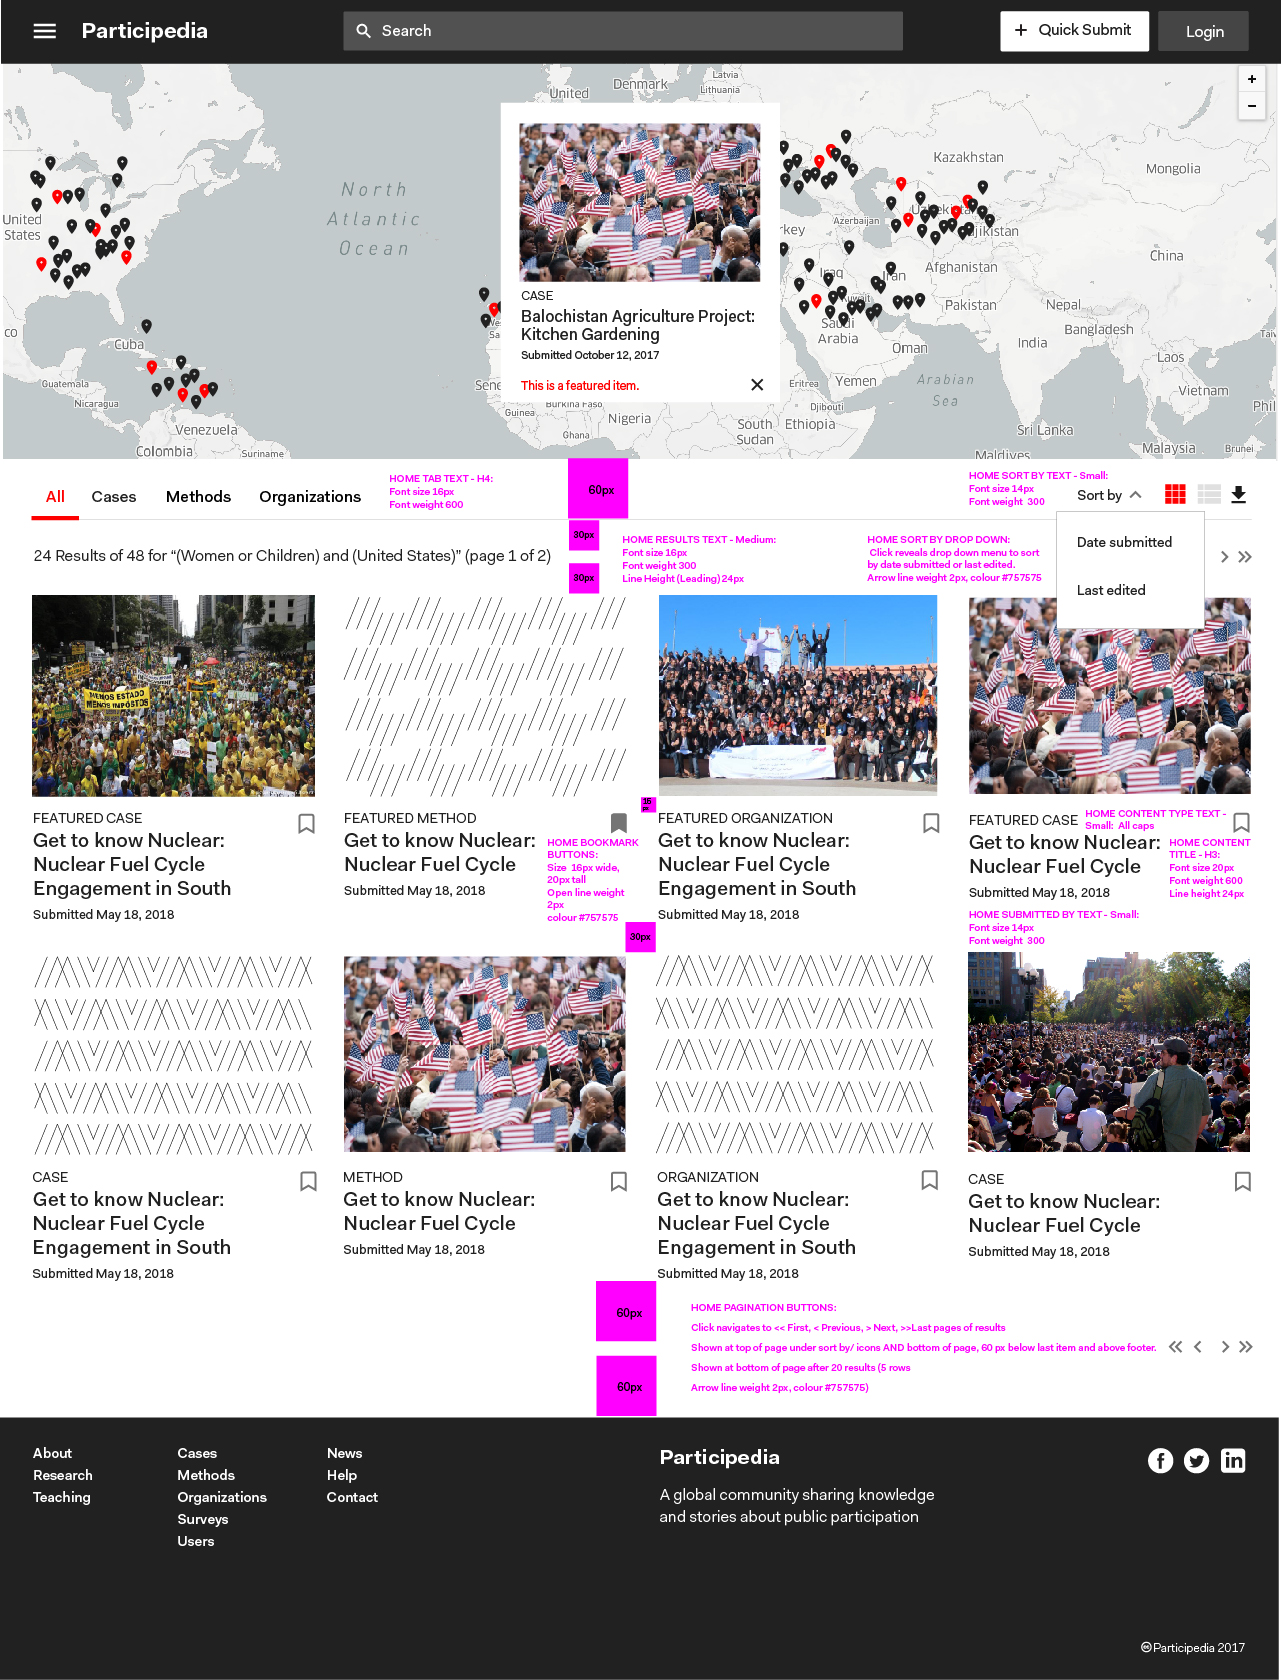 Participedia
Search
+ Quick Submit
Login
Latvia
Denmark
Lithuania
United
+
−
North
Atlantic
Ocean
Kazakhstan
Mongolia
United
States
Azerbaijan
rkey
China
Iraq
Iran
Afghanistan
Kuwait
Pakistan
Nepal
Saudi
Arabia
Bangladesh
India
Oman
Laos
co
Cuba
Guatemala
Nicaragua
Venezuela
Colombia
Suriname
Sene
Guinea
Burkina Faso
Ghana
Nigeria
Eritrea
Yemen
Arabian
Sea
Djibouti
Vietnam
Phil
South
Sudan
Ethiopia
Sri Lanka
Maldives
Malaysia
Brunei
CASE
Balochistan Agriculture Project:
Kitchen Gardening
Submitted October 12, 2017
This is a featured item.
All
Cases
Methods
Organizations
HOME TAB TEXT - H4:
Font size 16px
Font weight 600
60px
HOME SORT BY TEXT - Small:
Font size 14px
Font weight 300
Sort by
Date submitted
Last edited
24 Results of 48 for “(Women or Children) and (United States)” (page 1 of 2)
30px
30px
HOME RESULTS TEXT - Medium:
Font size 16px
Font weight 300
Line Height (Leading) 24px
HOME SORT BY DROP DOWN:
Click reveals drop down menu to sort
by date submitted or last edited.
Arrow line weight 2px, colour #757575
MENOS ESTADO
MENOS IMPÓSTOS
FEATURED CASE
Get to know Nuclear:
Nuclear Fuel Cycle
Engagement in South
Submitted May 18, 2018
FEATURED METHOD
Get to know Nuclear:
Nuclear Fuel Cycle
Submitted May 18, 2018
HOME BOOKMARK
BUTTONS:
Size 16px wide,
20px tall
Open line weight
2px
colour #757575
15
px
FEATURED ORGANIZATION
Get to know Nuclear:
Nuclear Fuel Cycle
Engagement in South
Submitted May 18, 2018
FEATURED CASE
Get to know Nuclear:
Nuclear Fuel Cycle
Submitted May 18, 2018
HOME CONTENT TYPE TEXT -
Small: All caps
HOME CONTENT
TITLE - H3:
Font size 20px
Font weight 600
Line height 24px
HOME SUBMITTED BY TEXT - Small:
Font size 14px
Font weight 300
30px
CASE
Get to know Nuclear:
Nuclear Fuel Cycle
Engagement in South
Submitted May 18, 2018
METHOD
Get to know Nuclear:
Nuclear Fuel Cycle
Submitted May 18, 2018
ORGANIZATION
Get to know Nuclear:
Nuclear Fuel Cycle
Engagement in South
Submitted May 18, 2018
CASE
Get to know Nuclear:
Nuclear Fuel Cycle
Submitted May 18, 2018
60px
60px
HOME PAGINATION BUTTONS:
Click navigates to << First, < Previous, > Next, >>Last pages of results
Shown at top of page under sort by/ icons AND bottom of page, 60 px below last item and above footer.
Shown at bottom of page after 20 results (5 rows
Arrow line weight 2px, colour #757575)
About
Research
Teaching
Cases
Methods
Organizations
Surveys
Users
News
Help
Contact
Participedia
A global community sharing knowledge
and stories about public participation
f
in
Participedia 2017